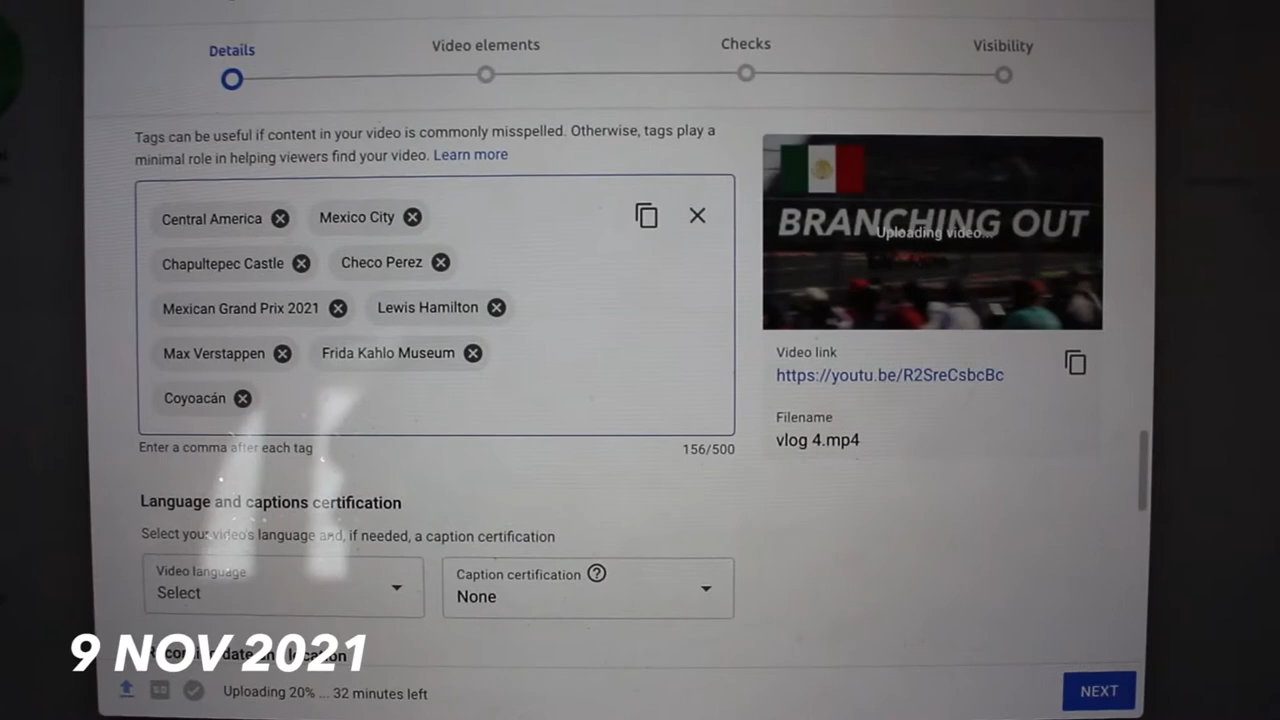 Details
Video elements
Checks
Visibility
Tags can be useful if content in your video is commonly misspelled. Otherwise, tags play a
minimal role in helping viewers find your video. Learn more
Central America
Mexico City
Chapultepec Castle
Checo Perez
Mexican Grand Prix 2021
Lewis Hamilton
Max Verstappen
Frida Kahlo Museum
Coyoacán
Enter a comma after each tag
156/500
BRANCHING OUT
Uploading video...
Video link
https://youtu.be/R2SreCsbcBc
Filename
vlog 4.mp4
Language and captions certification
Select your video's language and, if needed, a caption certification
Video language
Select
Caption certification
None
9 NOV 2021
Uploading 20% ... 32 minutes left
NEXT